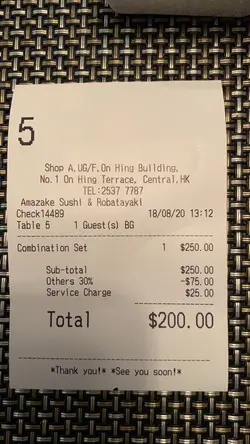 5
Shop A,UG/F,On Hing Building,
No.1 On Hing Terrace, Central,HK
TEL:2537 7787
Amazake Sushi & Robatayaki
Check14489 18/08/20 13:12
Table 5 1 Guest(s) BG
Combination Set 1 $250.00
Sub-total $250.00
Others 30% -$75.00
Service Charge $25.00
Total $200.00
*Thank you!* *See you soon!*